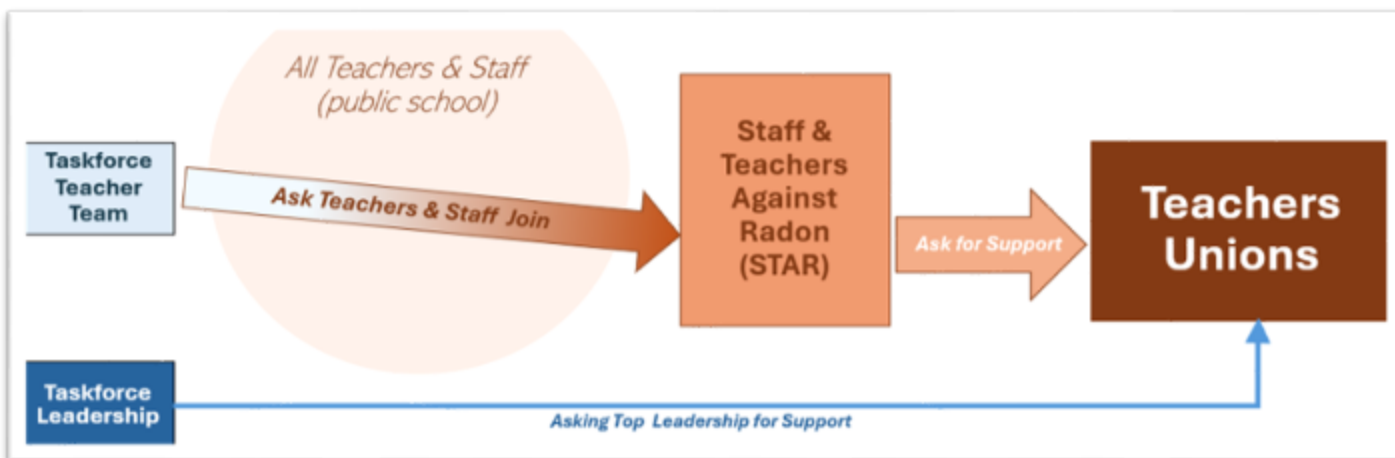 All Teachers & Staff
(public school)
Taskforce
Teacher
Team
Ask Teachers & Staff Join
Staff &
Teachers
Against
Radon
(STAR)
Ask for Support
Teachers
Unions
Taskforce
Leadership
Asking Top Leadership for Support